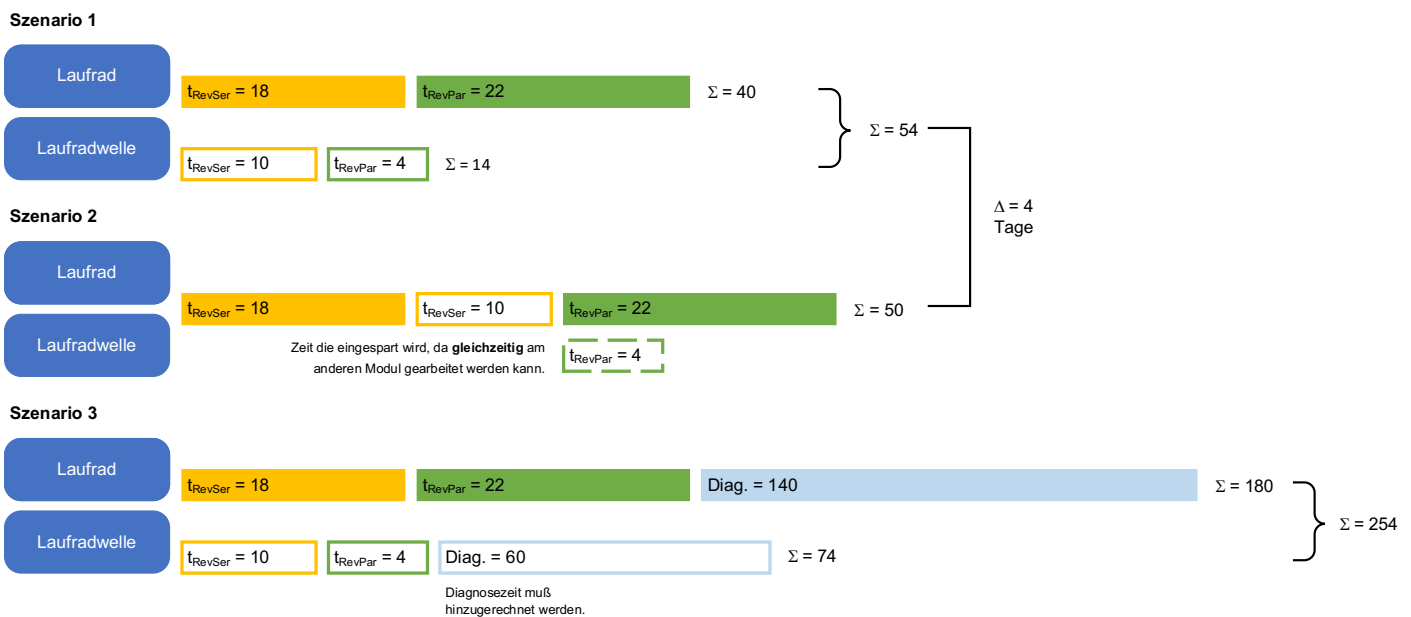 Szenario 1
Laufrad
tRevSer = 18
tRevPar = 22
Σ = 40
Σ = 54
Laufradwelle
tRevSer = 10
tRevPar = 4
Σ = 14
Δ = 4
Tage
Szenario 2
Laufrad
tRevSer = 18
tRevSer = 10
tRevPar = 22
Σ = 50
Laufradwelle
Zeit die eingespart wird, da gleichzeitig am
anderen Modul gearbeitet werden kann.
tRevPar = 4
Szenario 3
Laufrad
tRevSer = 18
tRevPar = 22
Diag. = 140
Σ = 180
Σ = 254
Laufradwelle
tRevSer = 10
tRevPar = 4
Diag. = 60
Σ = 74
Diagnosezeit muß
hinzugerechnet werden.